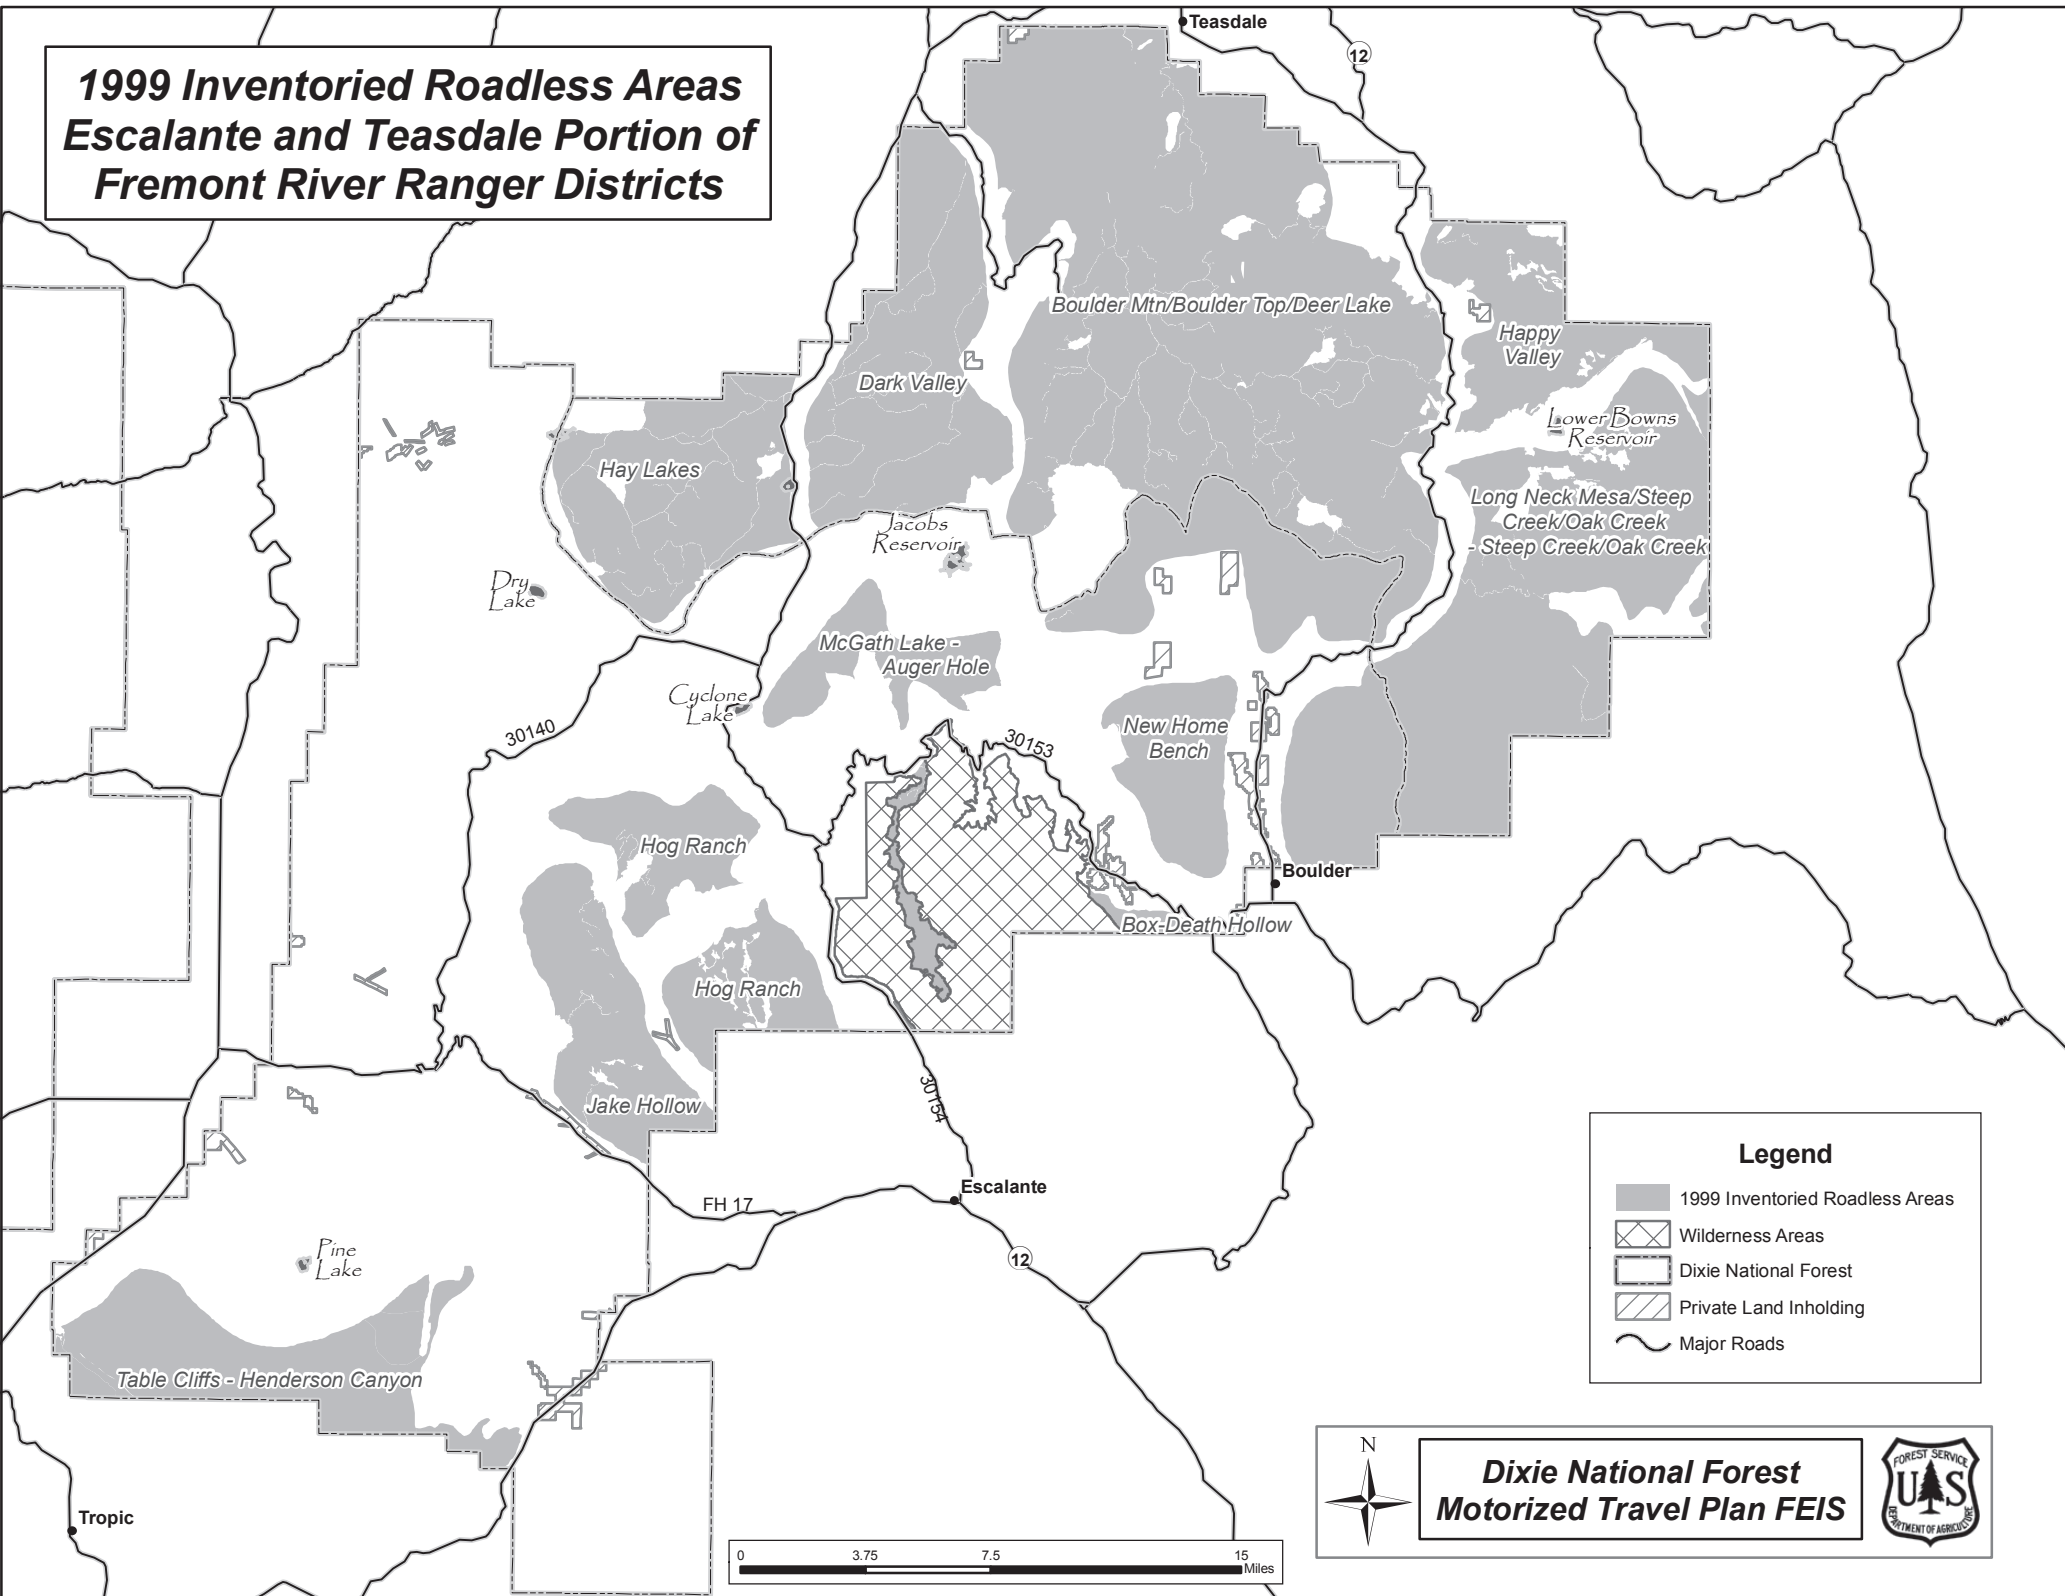 Teasdale
12
1999 Inventoried Roadless Areas
Escalante and Teasdale Portion of
Fremont River Ranger Districts
Boulder Mtn/Boulder Top/Deer Lake
Happy
Valley
Dark Valley
Lower Bowns
Reservoir
Hay Lakes
Long Neck Mesa/Steep
Creek/Oak Creek
- Steep Creek/Oak Creek
Jacobs
Reservoir
Dry
Lake
McGath Lake -
Auger Hole
Cyclone
Lake
30140
30153
New Home
Bench
Hog Ranch
Boulder
Box-Death Hollow
Hog Ranch
Jake Hollow
30154
Escalante
FH 17
12
Pine
Lake
Table Cliffs - Henderson Canyon
Tropic
Legend
1999 Inventoried Roadless Areas
Wilderness Areas
Dixie National Forest
Private Land Inholding
Major Roads
N
Dixie National Forest
Motorized Travel Plan FEIS
FOREST SERVICE
U S
DEPARTMENT OF AGRICULTURE
0 3.75 7.5 15
Miles